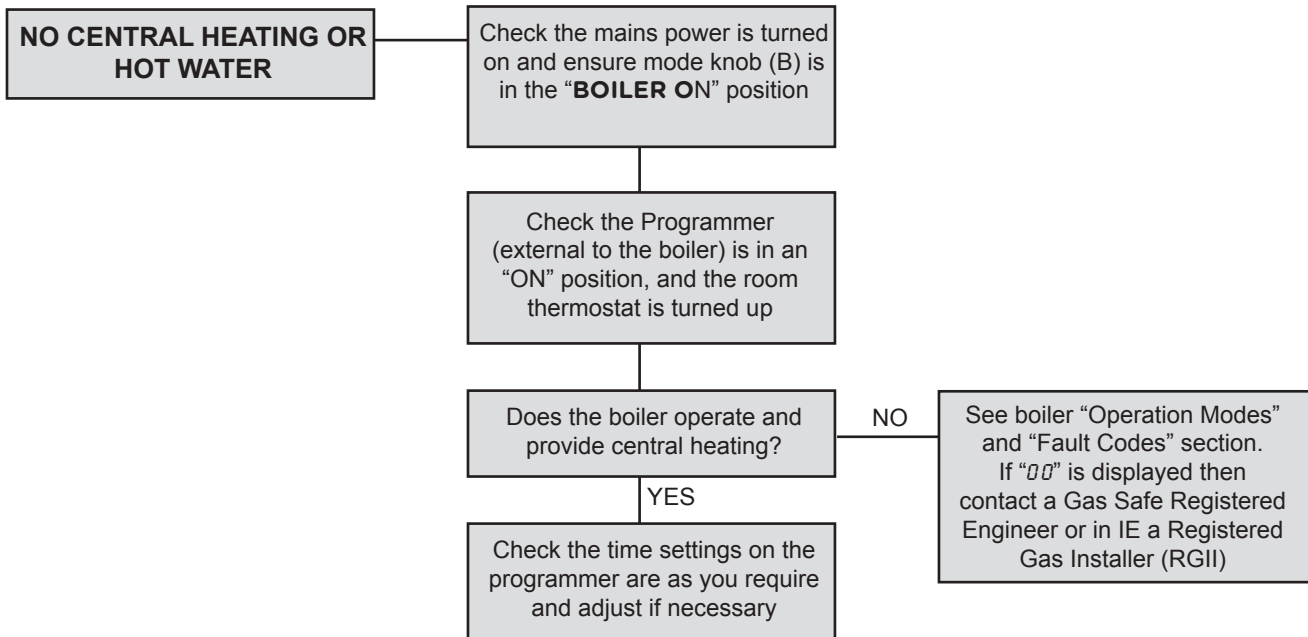 NO CENTRAL HEATING OR
HOT WATER
Check the mains power is turned
on and ensure mode knob (B) is
in the “BOILER ON” position
Check the Programmer
(external to the boiler) is in an
“ON” position, and the room
thermostat is turned up
Does the boiler operate and
provide central heating?
NO
See boiler “Operation Modes”
and “Fault Codes” section.
If “00” is displayed then
contact a Gas Safe Registered
Engineer or in IE a Registered
Gas Installer (RGII)
YES
Check the time settings on the
programmer are as you require
and adjust if necessary